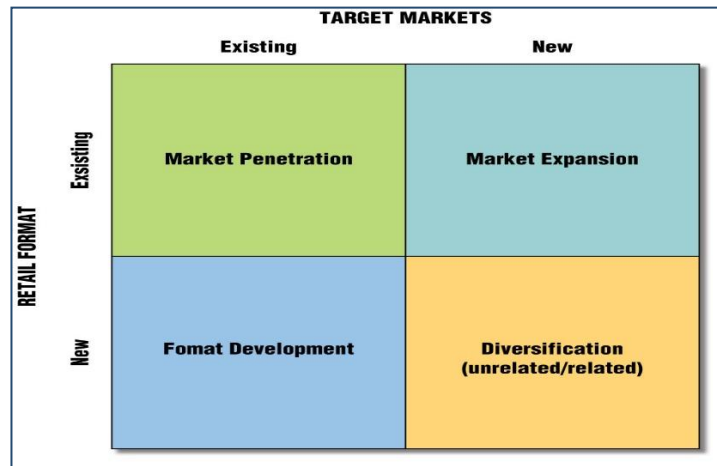 TARGET MARKETS
Existing
New
RETAIL FORMAT
Exsisting
Market Penetration
Market Expansion
New
Fomat Development
Diversification
(unrelated/related)